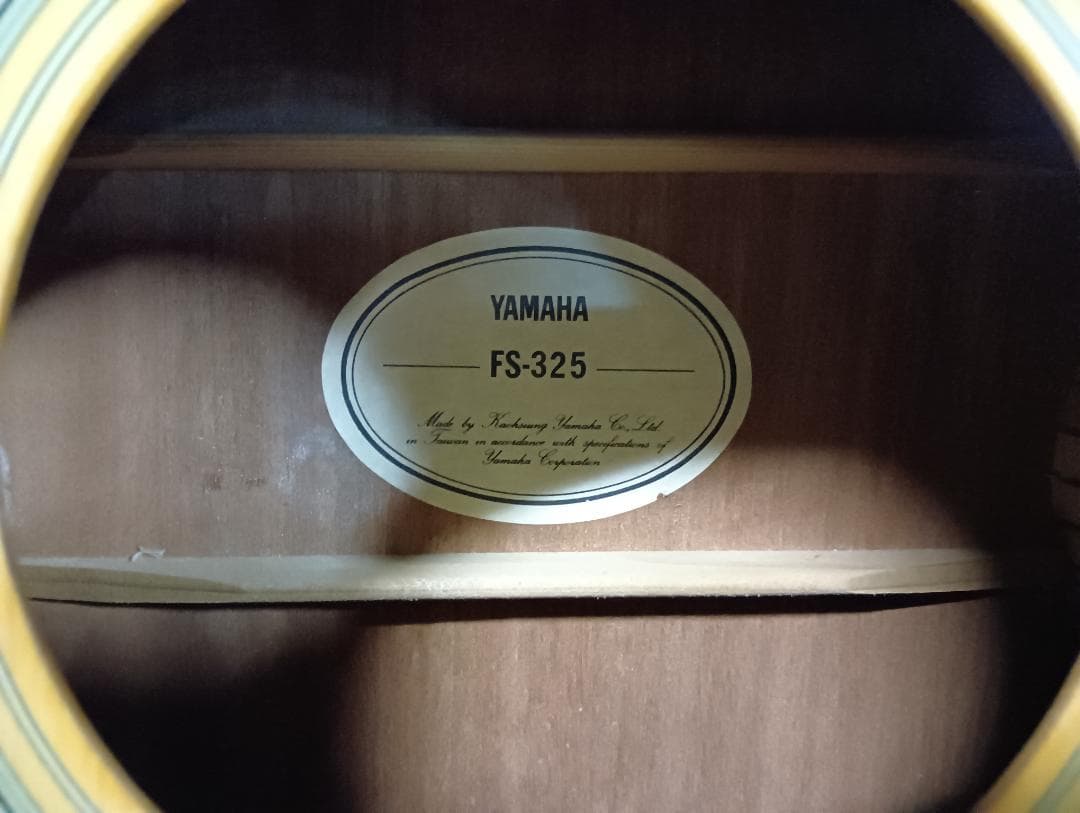 YAMAHA
FS-325
Made by Kaohsiung Yamaha Co., Ltd.
in Taiwan in accordance with specifications of
Yamaha Corporation